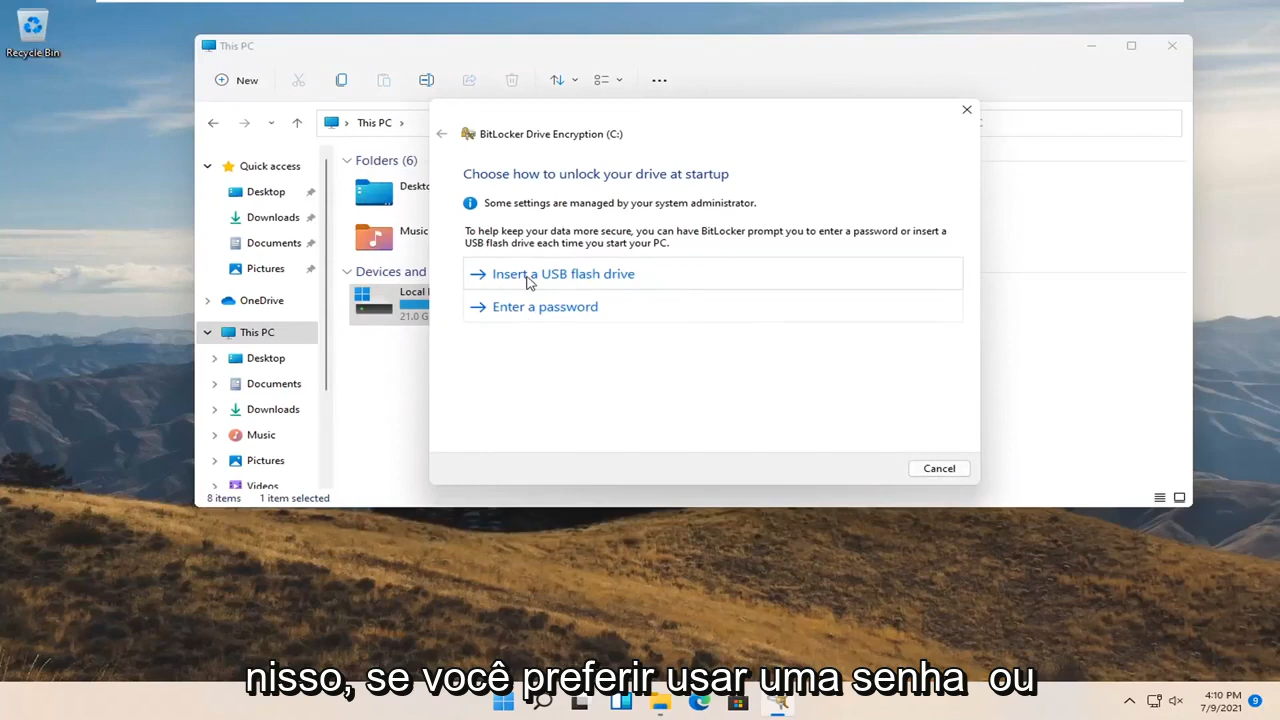 Recycle Bin
This PC
New
This PC
Quick access
Desktop
Downloads
Documents
Pictures
OneDrive
This PC
Desktop
Documents
Downloads
Music
Pictures
Videos
8 items
1 item selected
Folders (6)
Deskto
Music
Devices and
Local
21.0 G
BitLocker Drive Encryption (C:)
Choose how to unlock your drive at startup
Some settings are managed by your system administrator.
To help keep your data more secure, you can have BitLocker prompt you to enter a password or insert a
USB flash drive each time you start your PC.
Insert a USB flash drive
Enter a password
Cancel
nisso, se você preferir usar uma senha ou
4:10 PM
7/9/2021
9